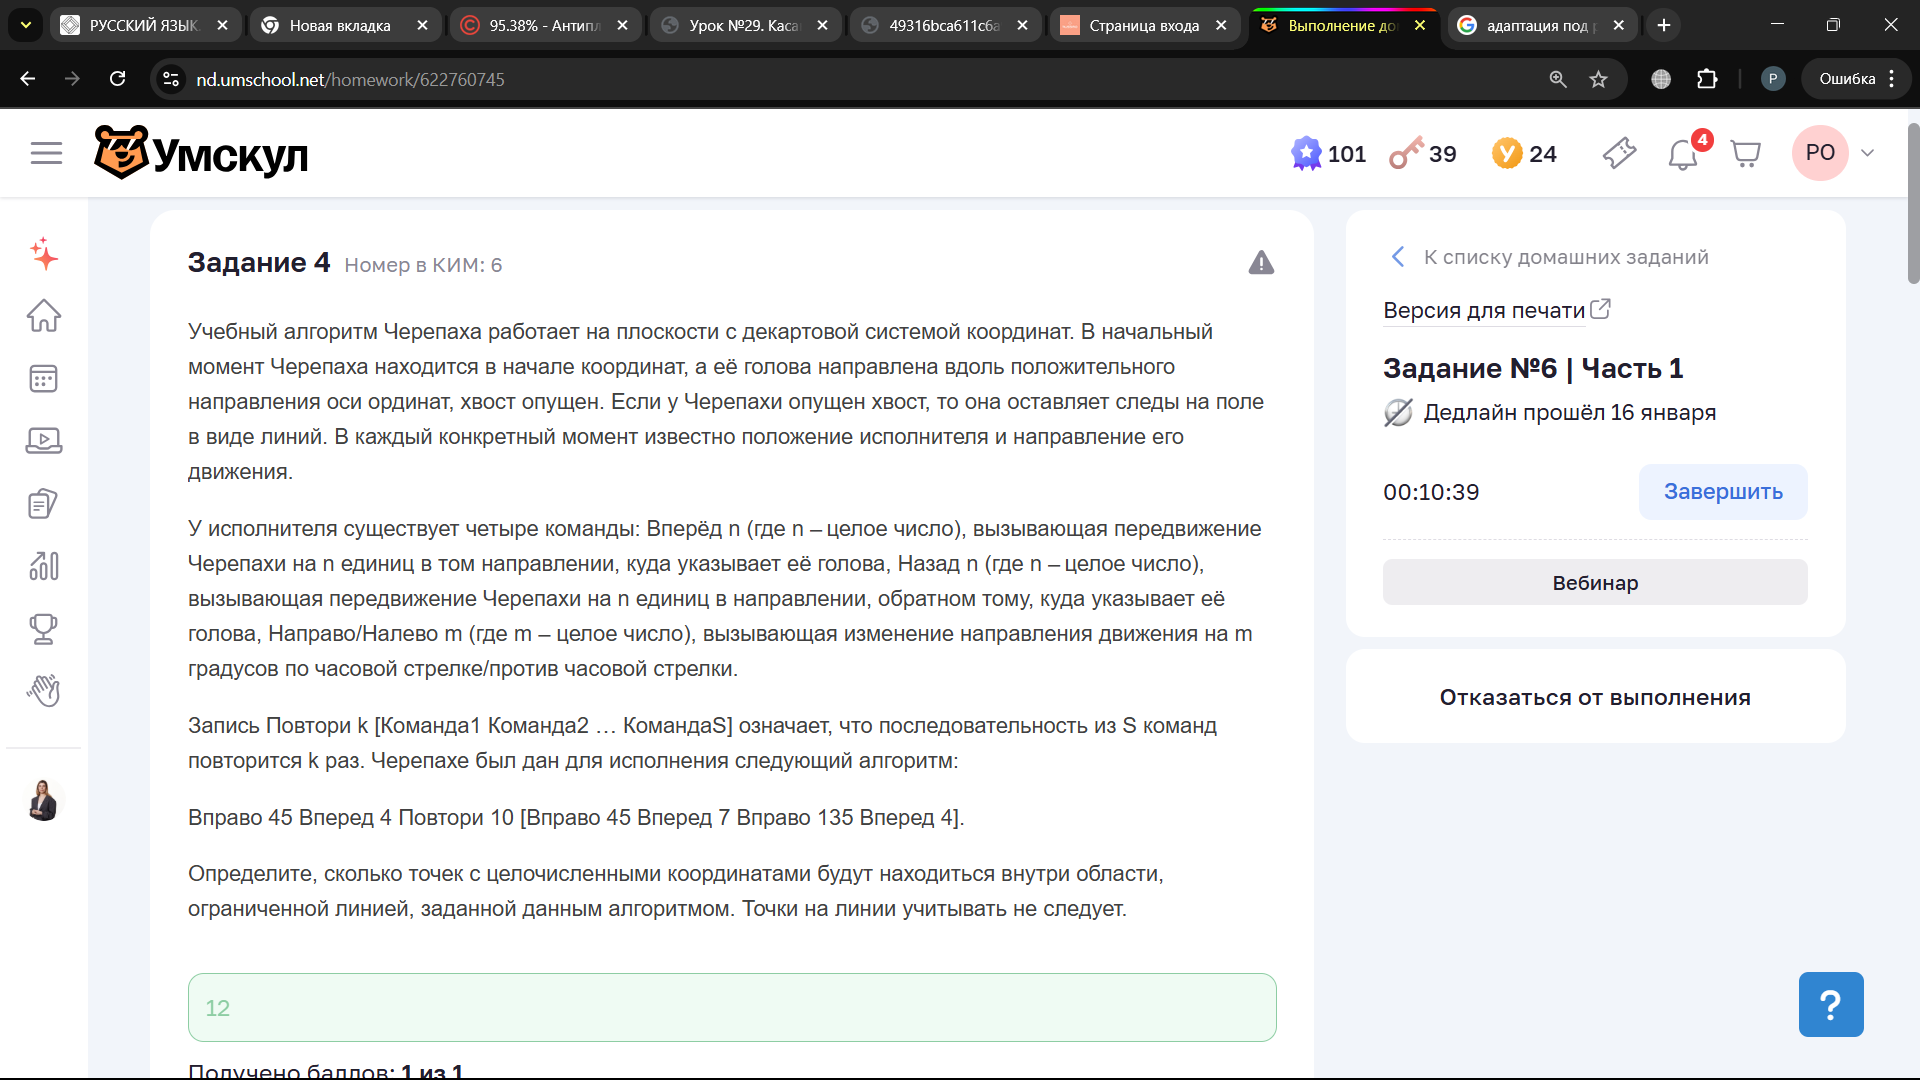 РУССКИЙ ЯЗЫК.
Новая вкладка
95.38% - Антипл
Урок №29. Каса
49316bca611c6a
Страница входа
Выполнение до
адаптация под р
nd.umschool.net/homework/622760745
P
Ошибка
Умскул
101
39
24
4
PO
Задание 4 Номер в КИМ: 6
Учебный алгоритм Черепаха работает на плоскости с декартовой системой координат. В начальный
момент Черепаха находится в начале координат, а её голова направлена вдоль положительного
направления оси ординат, хвост опущен. Если у Черепахи опущен хвост, то она оставляет следы на поле
в виде линий. В каждый конкретный момент известно положение исполнителя и направление его
движения.
У исполнителя существует четыре команды: Вперёд n (где n – целое число), вызывающая передвижение
Черепахи на n единиц в том направлении, куда указывает её голова, Назад n (где n – целое число),
вызывающая передвижение Черепахи на n единиц в направлении, обратном тому, куда указывает её
голова, Направо/Налево m (где m – целое число), вызывающая изменение направления движения на m
градусов по часовой стрелке/против часовой стрелки.
Запись Повтори k [Команда1 Команда2 … КомандаS] означает, что последовательность из S команд
повторится k раз. Черепахе был дан для исполнения следующий алгоритм:
Вправо 45 Вперед 4 Повтори 10 [Вправо 45 Вперед 7 Вправо 135 Вперед 4].
Определите, сколько точек с целочисленными координатами будут находиться внутри области,
ограниченной линией, заданной данным алгоритмом. Точки на линии учитывать не следует.
12
Получено баллов: 1 из 1
К списку домашних заданий
Версия для печати
Задание №6 | Часть 1
Дедлайн прошёл 16 января
00:10:39
Завершить
Вебинар
Отказаться от выполнения
?